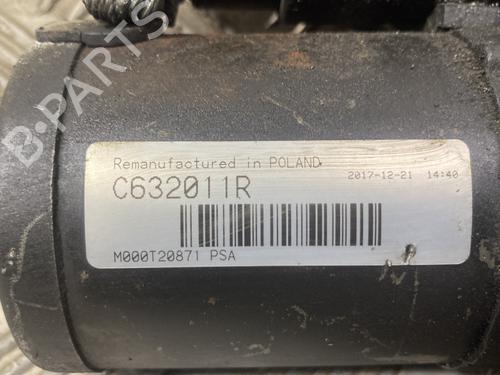 B-PARTS
Remanufactured in POLAND.
2017-12-21 14:40
C632011R
M000T20871 PSA